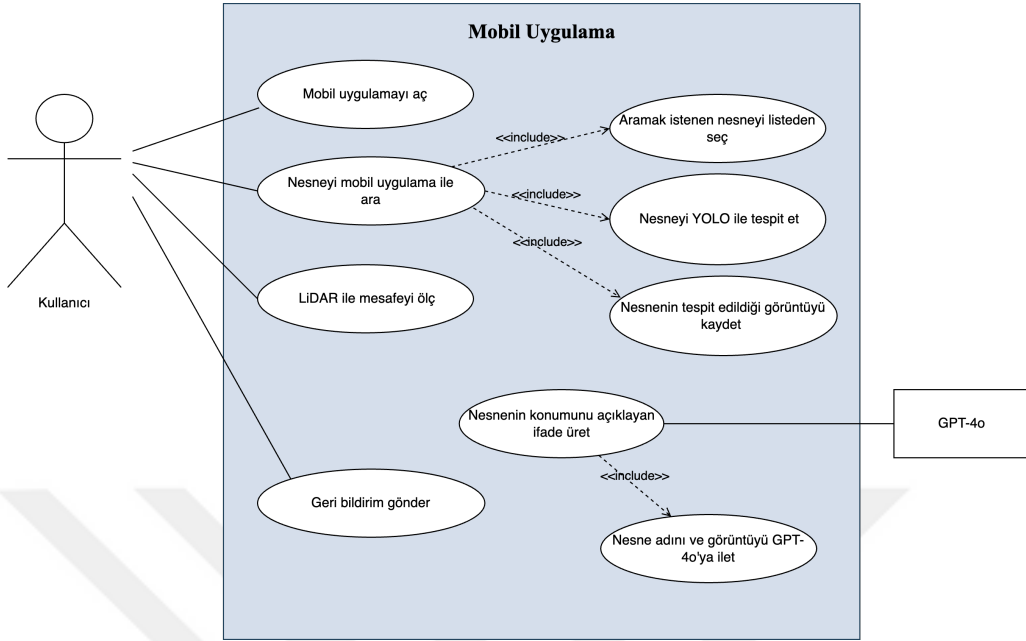 Mobil Uygulama
Mobil uygulamayı aç
Aramak istenen nesneyi listeden
seç
<<include>>
Nesneyi mobil uygulama ile
ara
<<include>>
Nesneyi YOLO ile tespit et
<<include>>
Kullanıcı
LiDAR ile mesafeyi ölç
Nesnenin tespit edildiği görüntüyü
kaydet
Nesnenin konumunu açıklayan
ifade üret
GPT-4o
<<include>>
Geri bildirim gönder
Nesne adını ve görüntüyü GPT-
4o'ya ilet